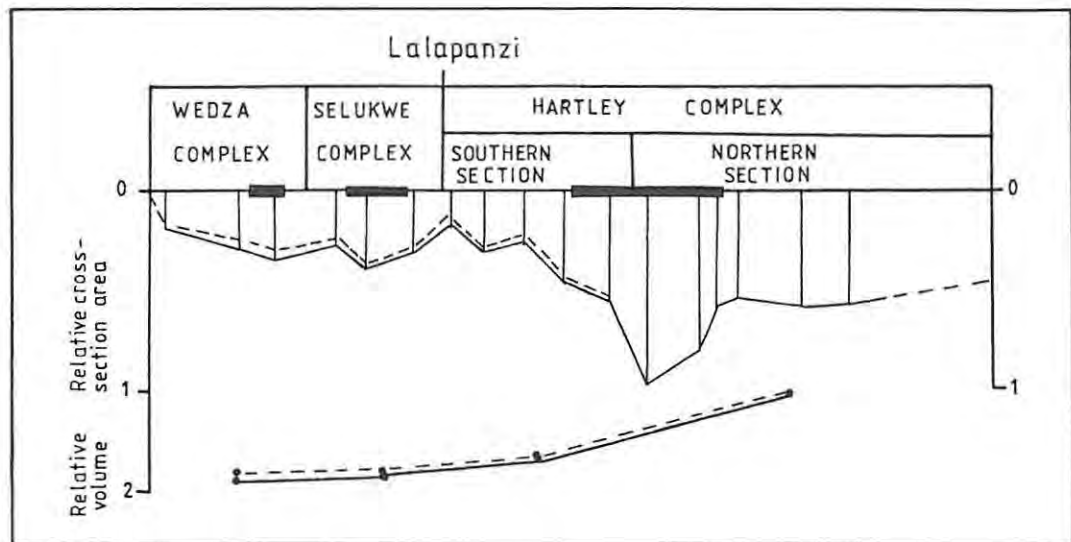 Lalapanzi
WEDZA
COMPLEX
SELUKWE
COMPLEX
HARTLEY COMPLEX
SOUTHERN
SECTION
NORTHERN
SECTION
0
0
Relative cross-
section area
1
1
Relative
volume
2